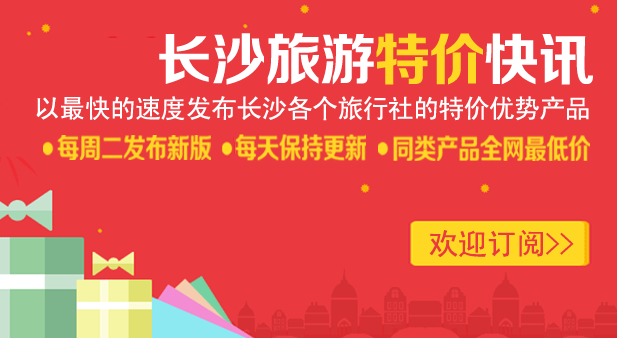 长沙旅游特价快讯
以最快的速度发布长沙各个旅行社的特价优势产品
●每周二发布新版 ●每天保持更新 ●同类产品全网最低价
欢迎订阅>>